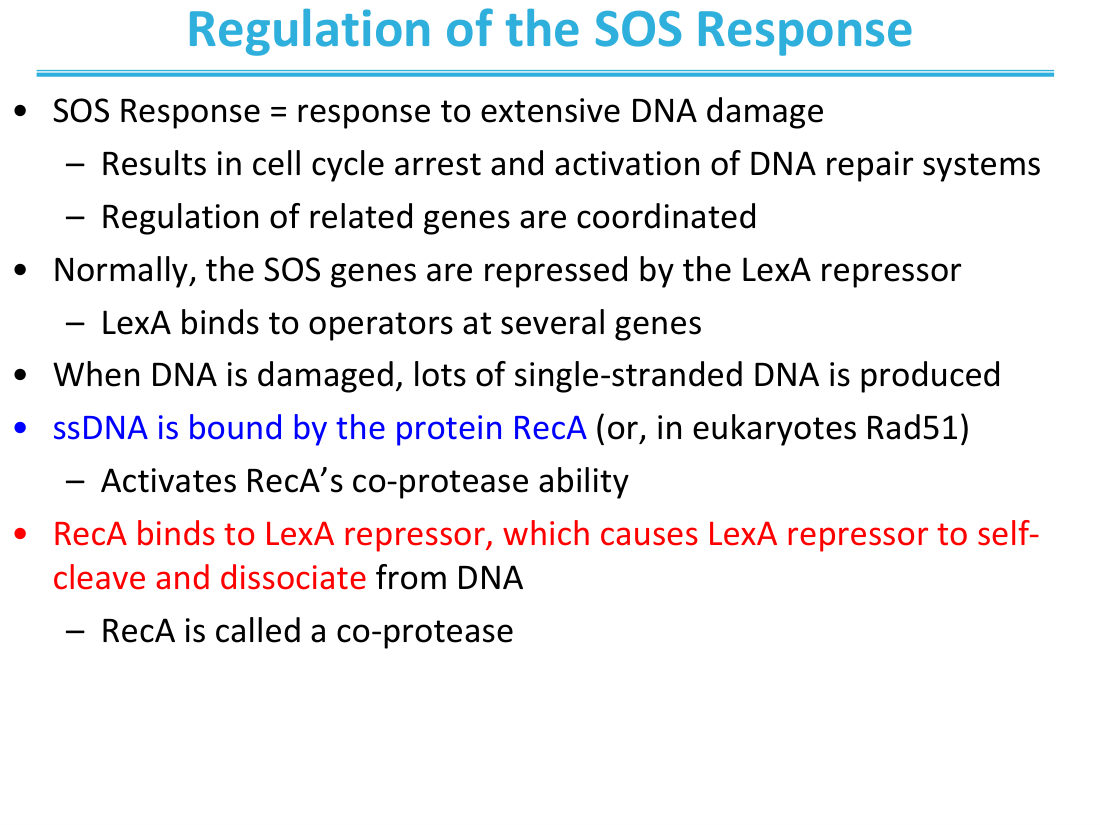 Regulation of the SOS Response
• SOS Response = response to extensive DNA damage
– Results in cell cycle arrest and activation of DNA repair systems
– Regulation of related genes are coordinated
• Normally, the SOS genes are repressed by the LexA repressor
– LexA binds to operators at several genes
• When DNA is damaged, lots of single-stranded DNA is produced
• ssDNA is bound by the protein RecA (or, in eukaryotes Rad51)
– Activates RecA’s co-protease ability
• RecA binds to LexA repressor, which causes LexA repressor to self-
cleave and dissociate from DNA
– RecA is called a co-protease